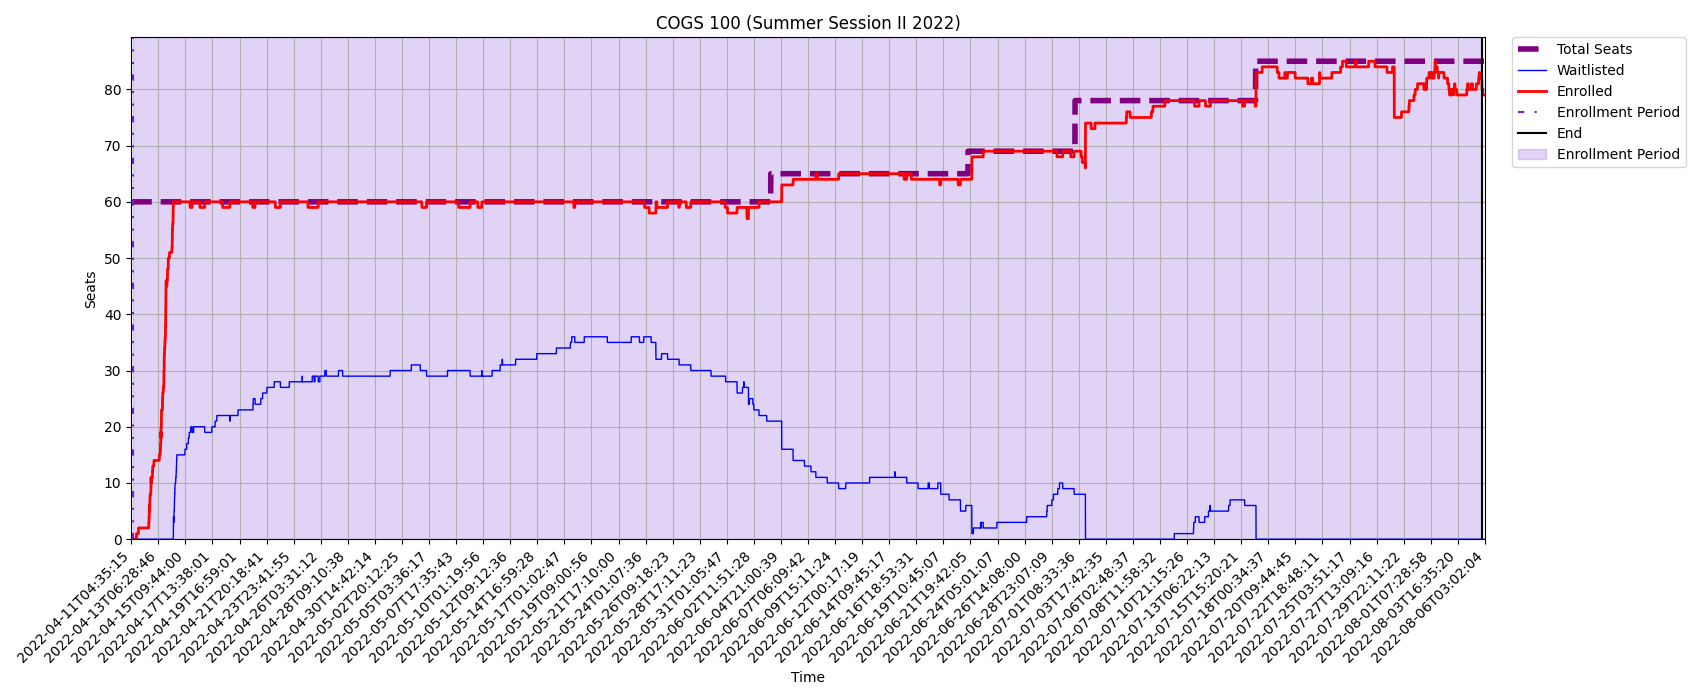 COGS 100 (Summer Session II 2022)
Total Seats
Waitlisted
Enrolled
Enrollment Period
End
Enrollment Period
Seats
80
70
60
50
40
30
20
10
0
2022-04-11T04:35:15
2022-04-13T06:28:46
2022-04-15T09:44:00
2022-04-17T13:38:01
2022-04-19T16:59:01
2022-04-21T20:18:41
2022-04-23T23:41:55
2022-04-26T03:31:12
2022-04-28T09:10:38
2022-04-30T14:42:14
2022-05-02T20:12:25
2022-05-05T03:36:17
2022-05-07T17:35:43
2022-05-10T01:19:56
2022-05-12T09:12:36
2022-05-14T16:59:28
2022-05-17T01:02:47
2022-05-19T09:00:56
2022-05-21T17:10:00
2022-05-24T01:07:36
2022-05-26T09:18:23
2022-05-28T17:11:23
2022-05-31T01:05:47
2022-06-02T11:51:28
2022-06-04T21:00:39
2022-06-07T06:09:42
2022-06-09T15:11:24
2022-06-12T00:17:19
2022-06-14T09:45:17
2022-06-16T18:53:31
2022-06-19T10:45:07
2022-06-21T19:42:05
2022-06-24T05:01:07
2022-06-26T14:08:00
2022-06-28T23:07:09
2022-07-01T08:33:36
2022-07-03T17:42:35
2022-07-06T02:48:37
2022-07-08T11:58:32
2022-07-10T21:15:26
2022-07-13T06:22:13
2022-07-15T15:20:21
2022-07-18T00:34:37
2022-07-20T09:44:45
2022-07-22T18:48:11
2022-07-25T03:51:17
2022-07-27T13:09:16
2022-07-29T22:11:22
2022-08-01T07:28:58
2022-08-03T16:35:20
2022-08-06T03:02:04
Time